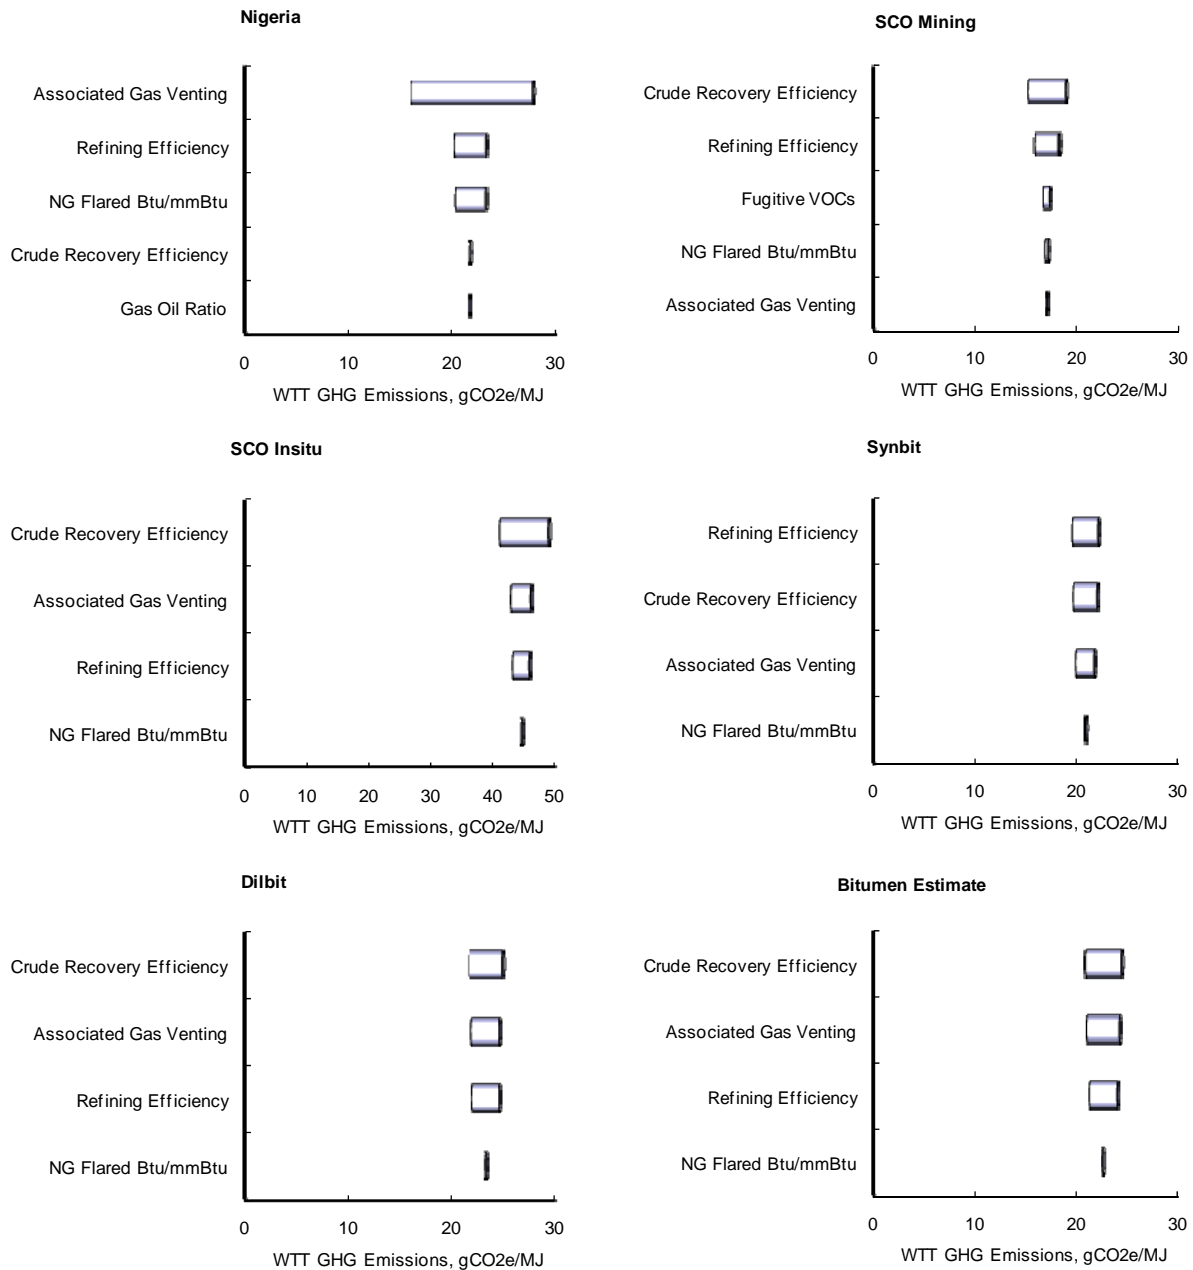 Nigeria
Associated Gas Venting
Refining Efficiency
NG Flared Btu/mmBtu
Crude Recovery Efficiency
Gas Oil Ratio
0 10 20 30
WTT GHG Emissions, gCO2e/MJ
SCO Mining
Crude Recovery Efficiency
Refining Efficiency
Fugitive VOCs
NG Flared Btu/mmBtu
Associated Gas Venting
0 10 20 30
WTT GHG Emissions, gCO2e/MJ
SCO Insitu
Crude Recovery Efficiency
Associated Gas Venting
Refining Efficiency
NG Flared Btu/mmBtu
0 10 20 30 40 50
WTT GHG Emissions, gCO2e/MJ
Synbit
Refining Efficiency
Crude Recovery Efficiency
Associated Gas Venting
NG Flared Btu/mmBtu
0 10 20 30
WTT GHG Emissions, gCO2e/MJ
Dilbit
Crude Recovery Efficiency
Associated Gas Venting
Refining Efficiency
NG Flared Btu/mmBtu
0 10 20 30
WTT GHG Emissions, gCO2e/MJ
Bitumen Estimate
Crude Recovery Efficiency
Associated Gas Venting
Refining Efficiency
NG Flared Btu/mmBtu
0 10 20 30
WTT GHG Emissions, gCO2e/MJ